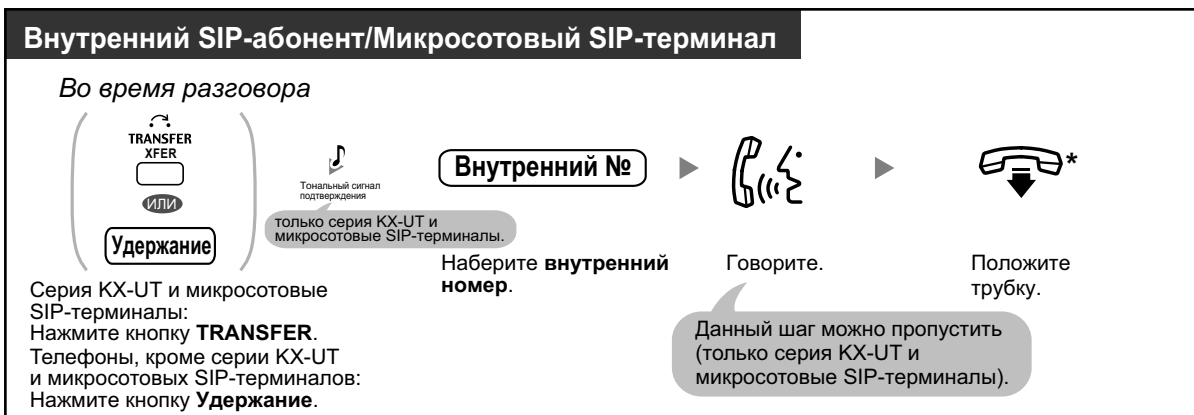 Внутренний SIP-абонент/Микросотовый SIP-терминал
Во время разговора
TRANSFER
XFER
ИЛИ
Удержание
Серия KX-UT и микросотовые
SIP-терминалы:
Нажмите кнопку TRANSFER.
Телефоны, кроме серии KX-UT
и микросотовых SIP-терминалов:
Нажмите кнопку Удержание.
Тональный сигнал
подтверждения
только серия KX-UT и
микросотовые SIP-терминалы.
Внутренний №
Наберите внутренний
номер.
Говорите.
Данный шаг можно пропустить
(только серия KX-UT и
микросотовые SIP-терминалы).
*
Положите
трубку.